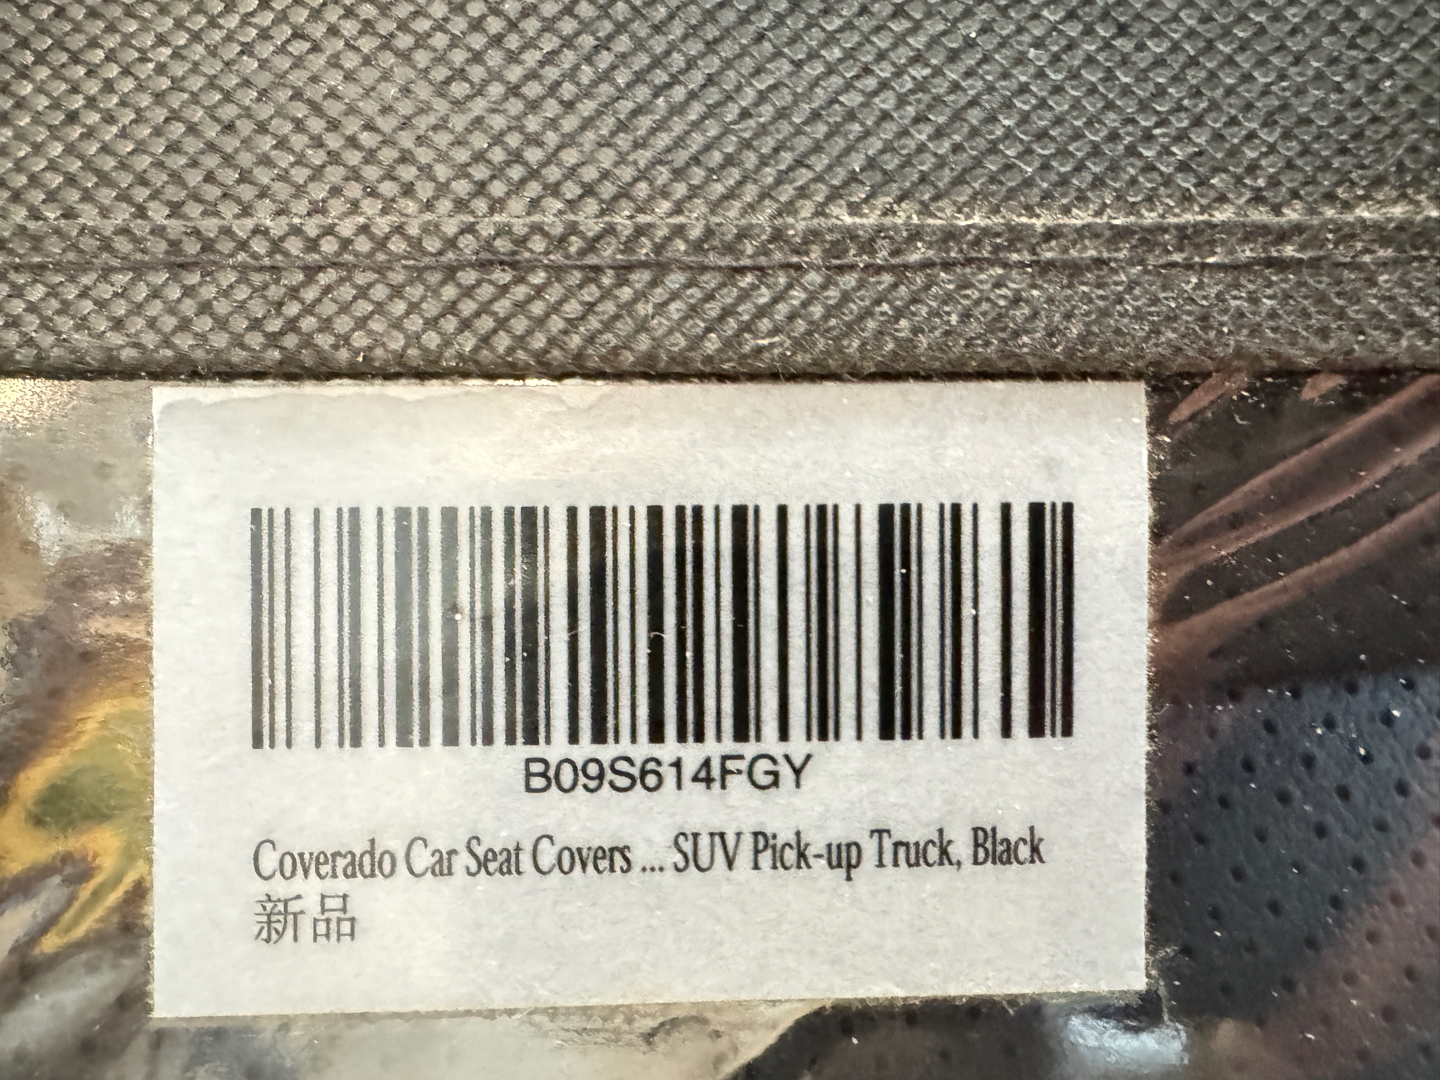 B09S614FGY
Coverado Car Seat Covers ... SUV Pick-up Truck, Black
新品